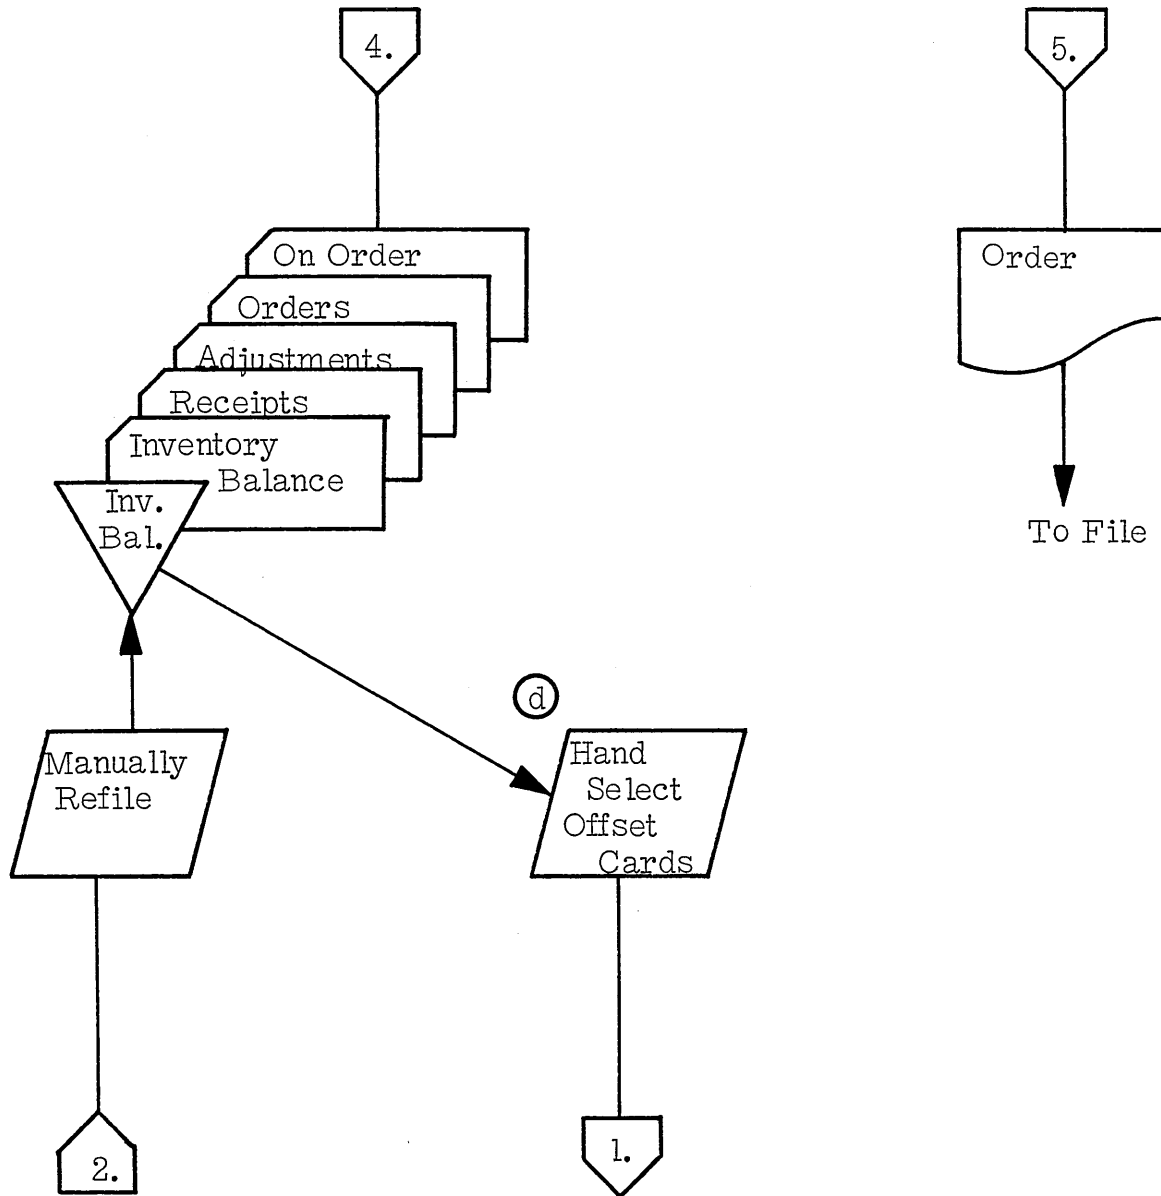 4.
5.
On Order
Orders
Adjustments
Receipts
Inventory
Balance
Inv.
Bal.
Order
To File
d
Manually
Refile
Hand
Select
Offset
Cards
2.
1.